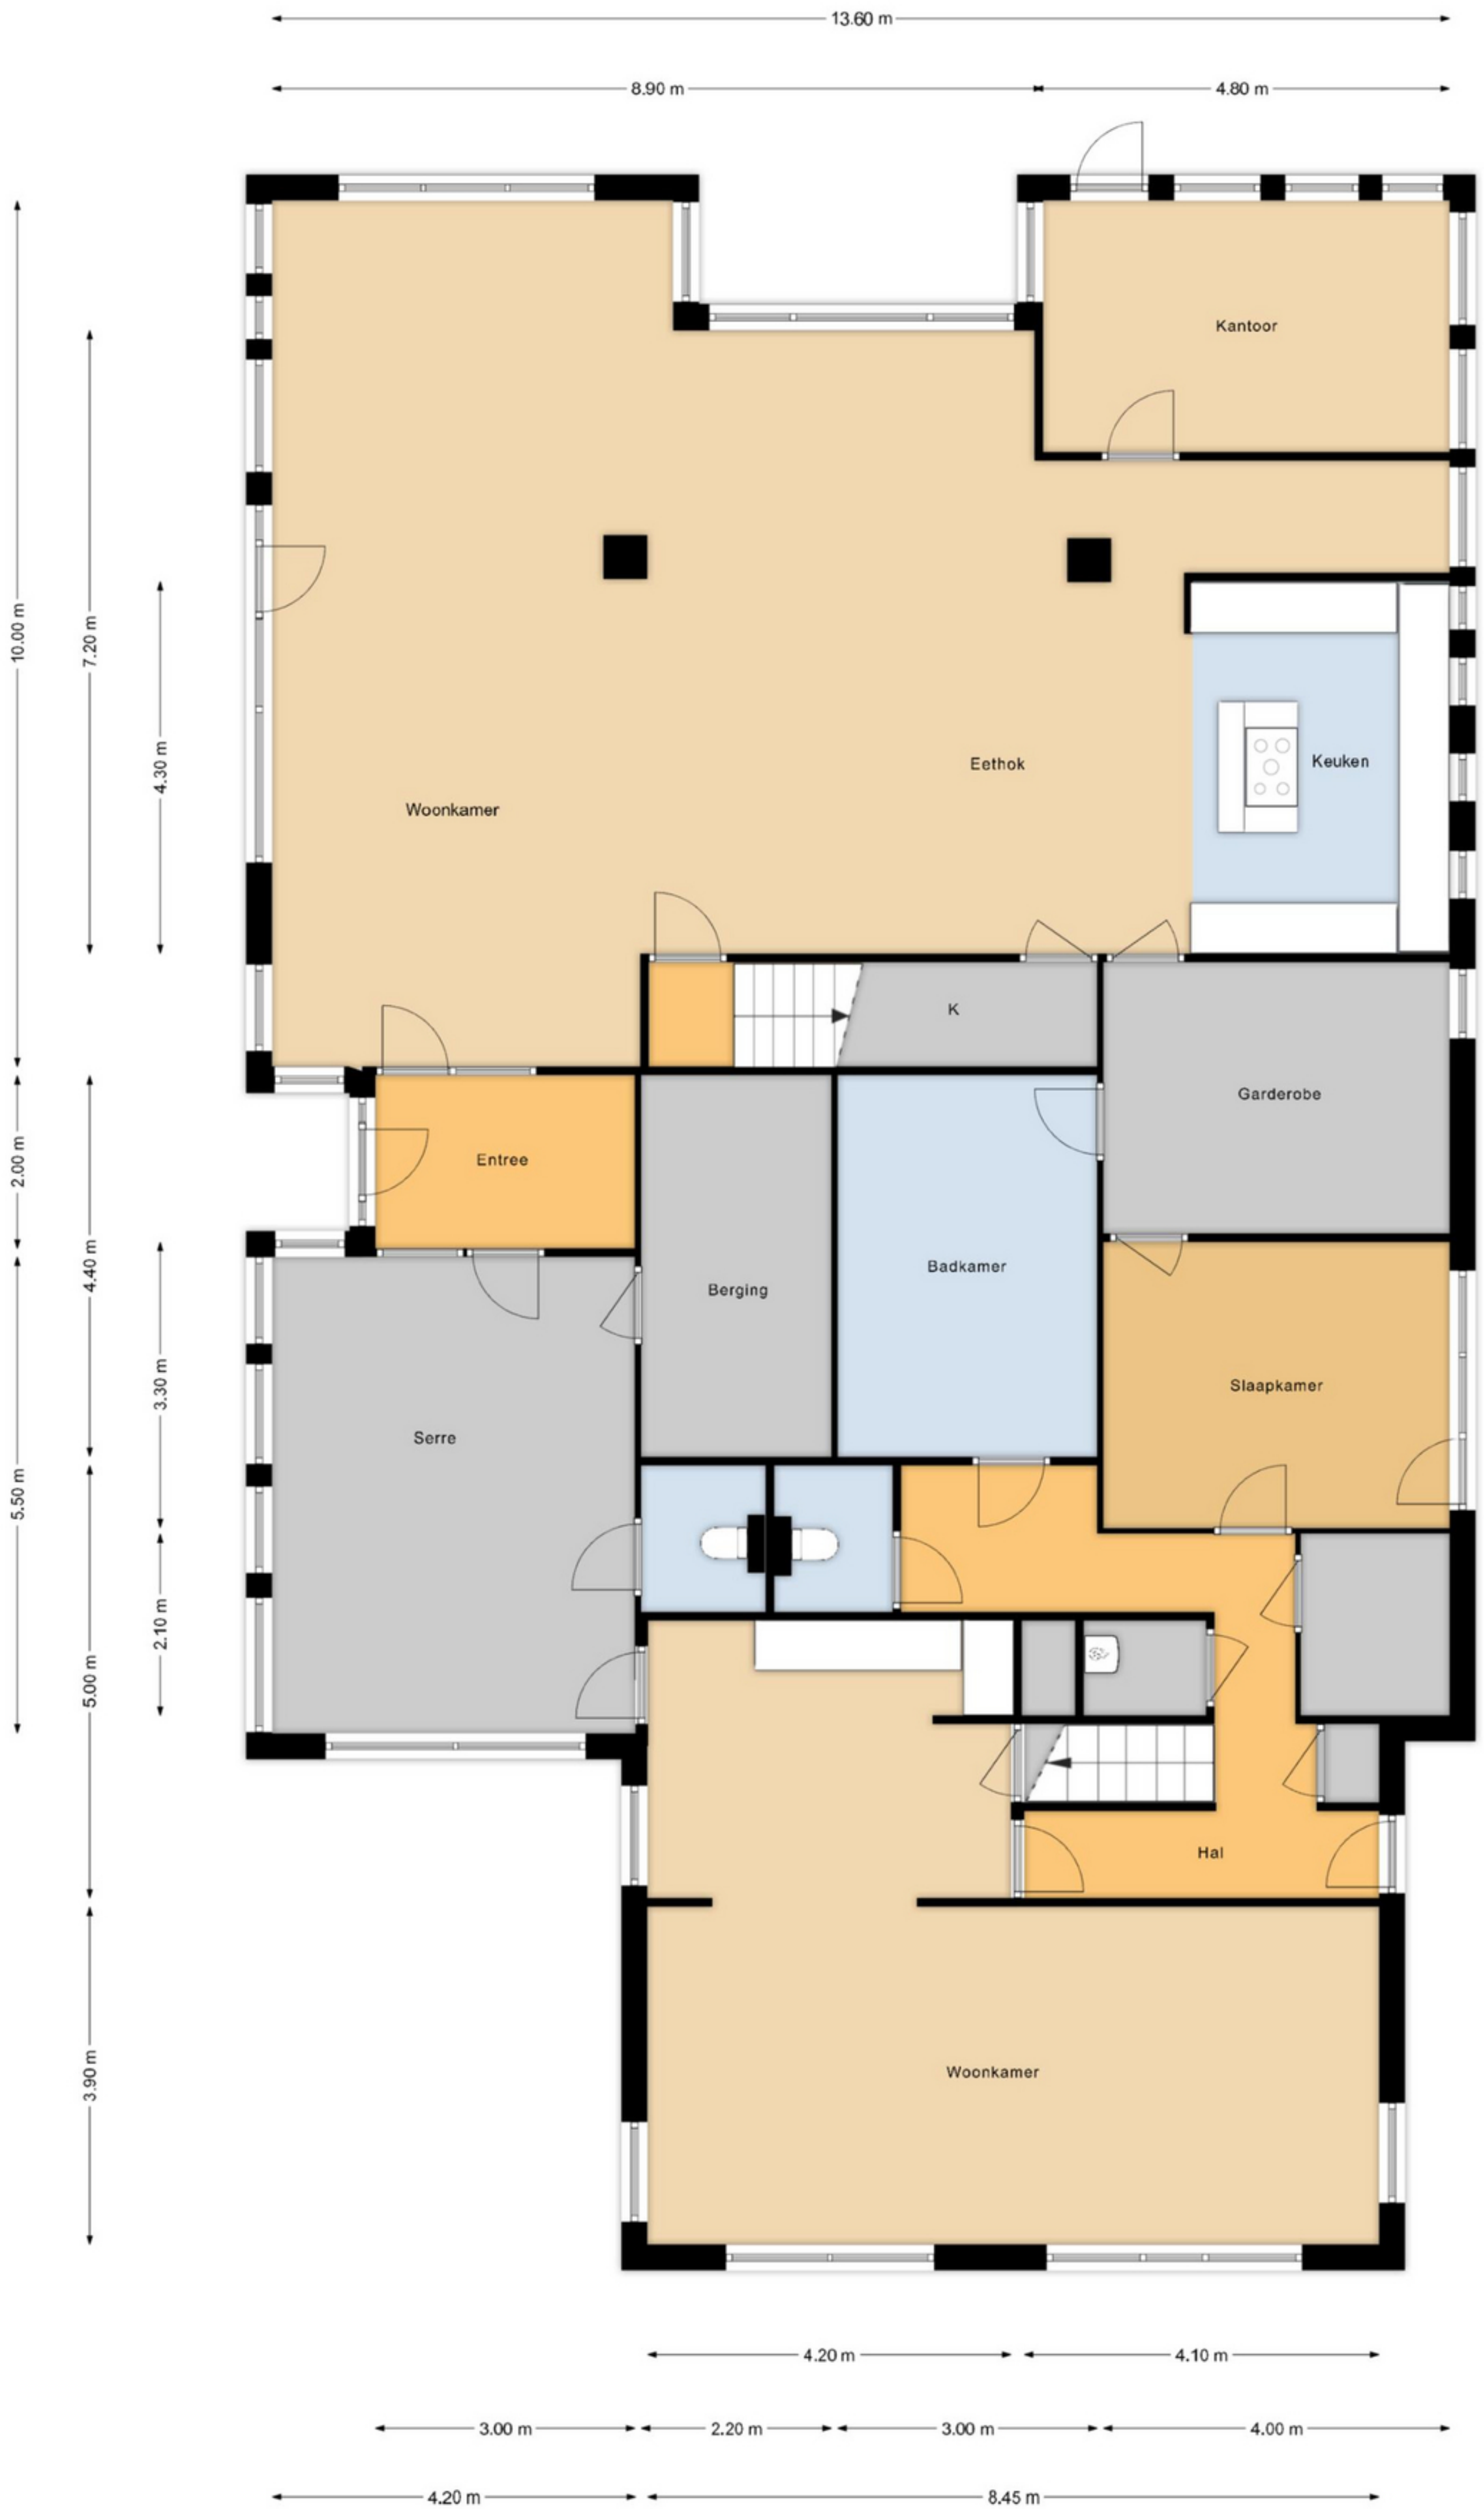 13.60 m
8.90 m
4.80 m
Kantoor
10.00 m
7.20 m
4.30 m
Eethok
Keuken
Woonkamer
K
Garderobe
2.00 m
Entree
4.40 m
Badkamer
Berging
3.30 m
Slaapkamer
Serre
5.50 m
2.10 m
5.00 m
Hal
3.90 m
Woonkamer
4.20 m
4.10 m
3.00 m
2.20 m
3.00 m
4.00 m
4.20 m
8.45 m